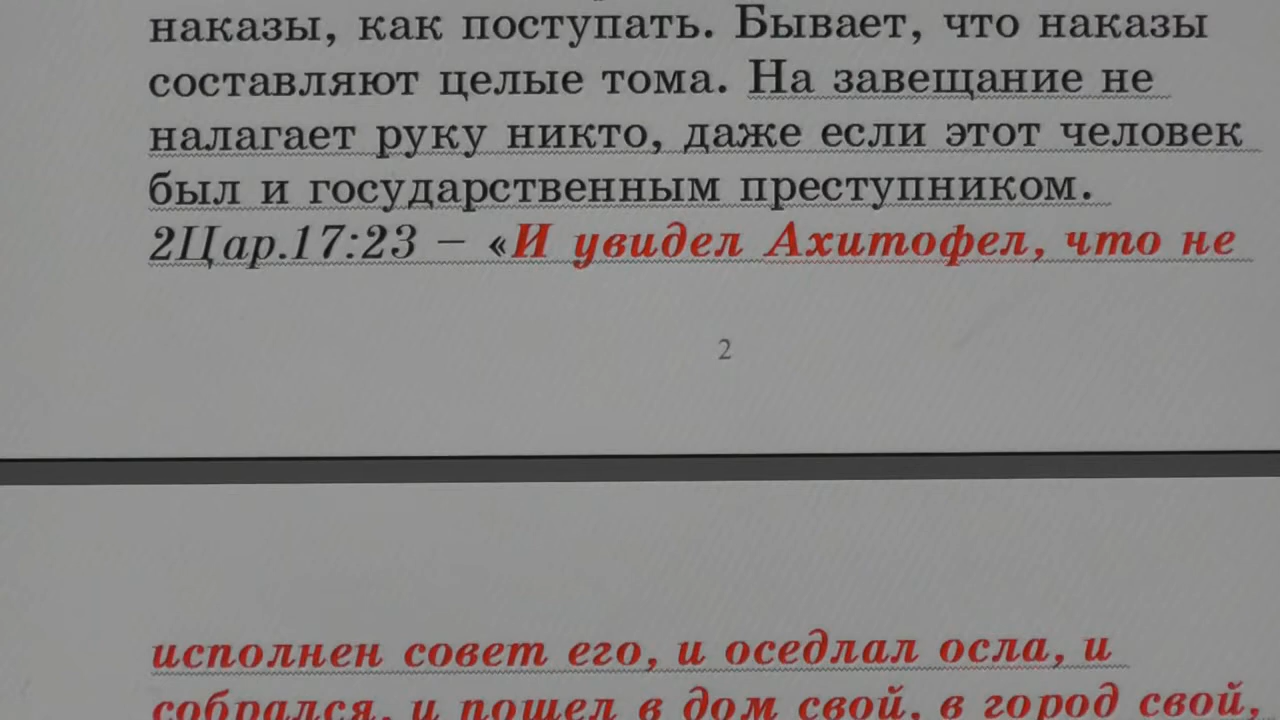 наказы, как поступать. Бывает, что наказы
составляют целые тома. На завещание не
налагает руку никто, даже если этот человек
был и государственным преступником.
2Цар.17:23 – «И увидел Ахитофел, что не
2
исполнен совет его, и оседлал осла, и
собрался, и пошел в дом свой, в город свой,